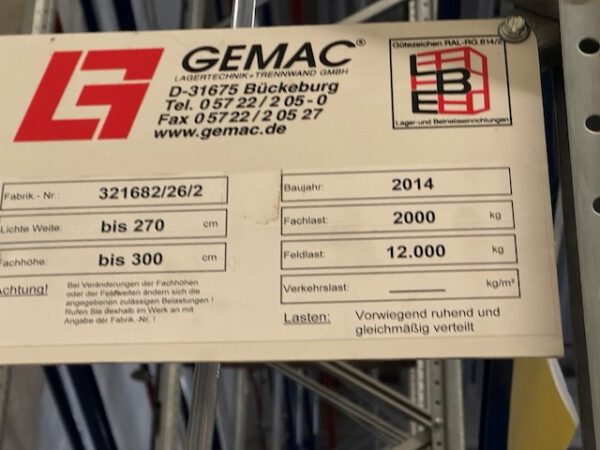 GEMAC®
LAGERTECHNIK + TRENNWAND GMBH
D-31675 Bückeburg
Tel. 0 57 22 / 2 05 - 0
Fax 0 57 22 / 2 05 27
www.gemac.de
Gütezeichen RAL-RG.614/2
LBE
Lager-und Betriebseinrichtungen
Fabrik.- Nr.: 321682/26/2
Lichte Weite: bis 270 cm
Fachhöhe: bis 300 cm
Baujahr: 2014
Fachlast: 2000 kg
Feldlast: 12.000 kg
Verkehrslast: kg/m²
Achtung!
Bei Veränderungen der Fachhöhen
oder der Feldweiten ändern sich die
angegebenen zulässigen Belastungen !
Rufen Sie deshalb im Werk an mit
Angabe der Fabrik.-Nr. !
Lasten: Vorwiegend ruhend und
gleichmäßig verteilt